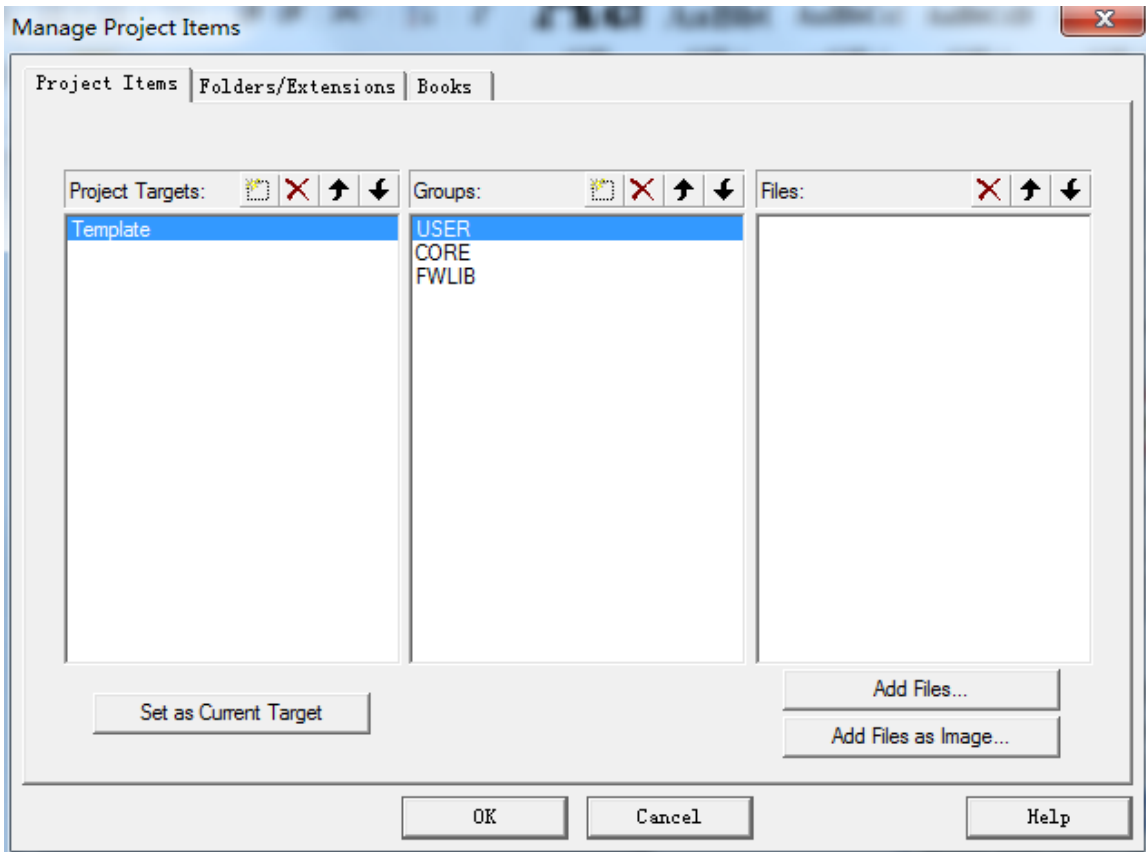 Manage Project Items
Project Items Folders/Extensions Books
Project Targets: Groups: Files:
Template
USER
CORE
FWLIB
Set as Current Target
Add Files...
Add Files as Image...
OK Cancel Help